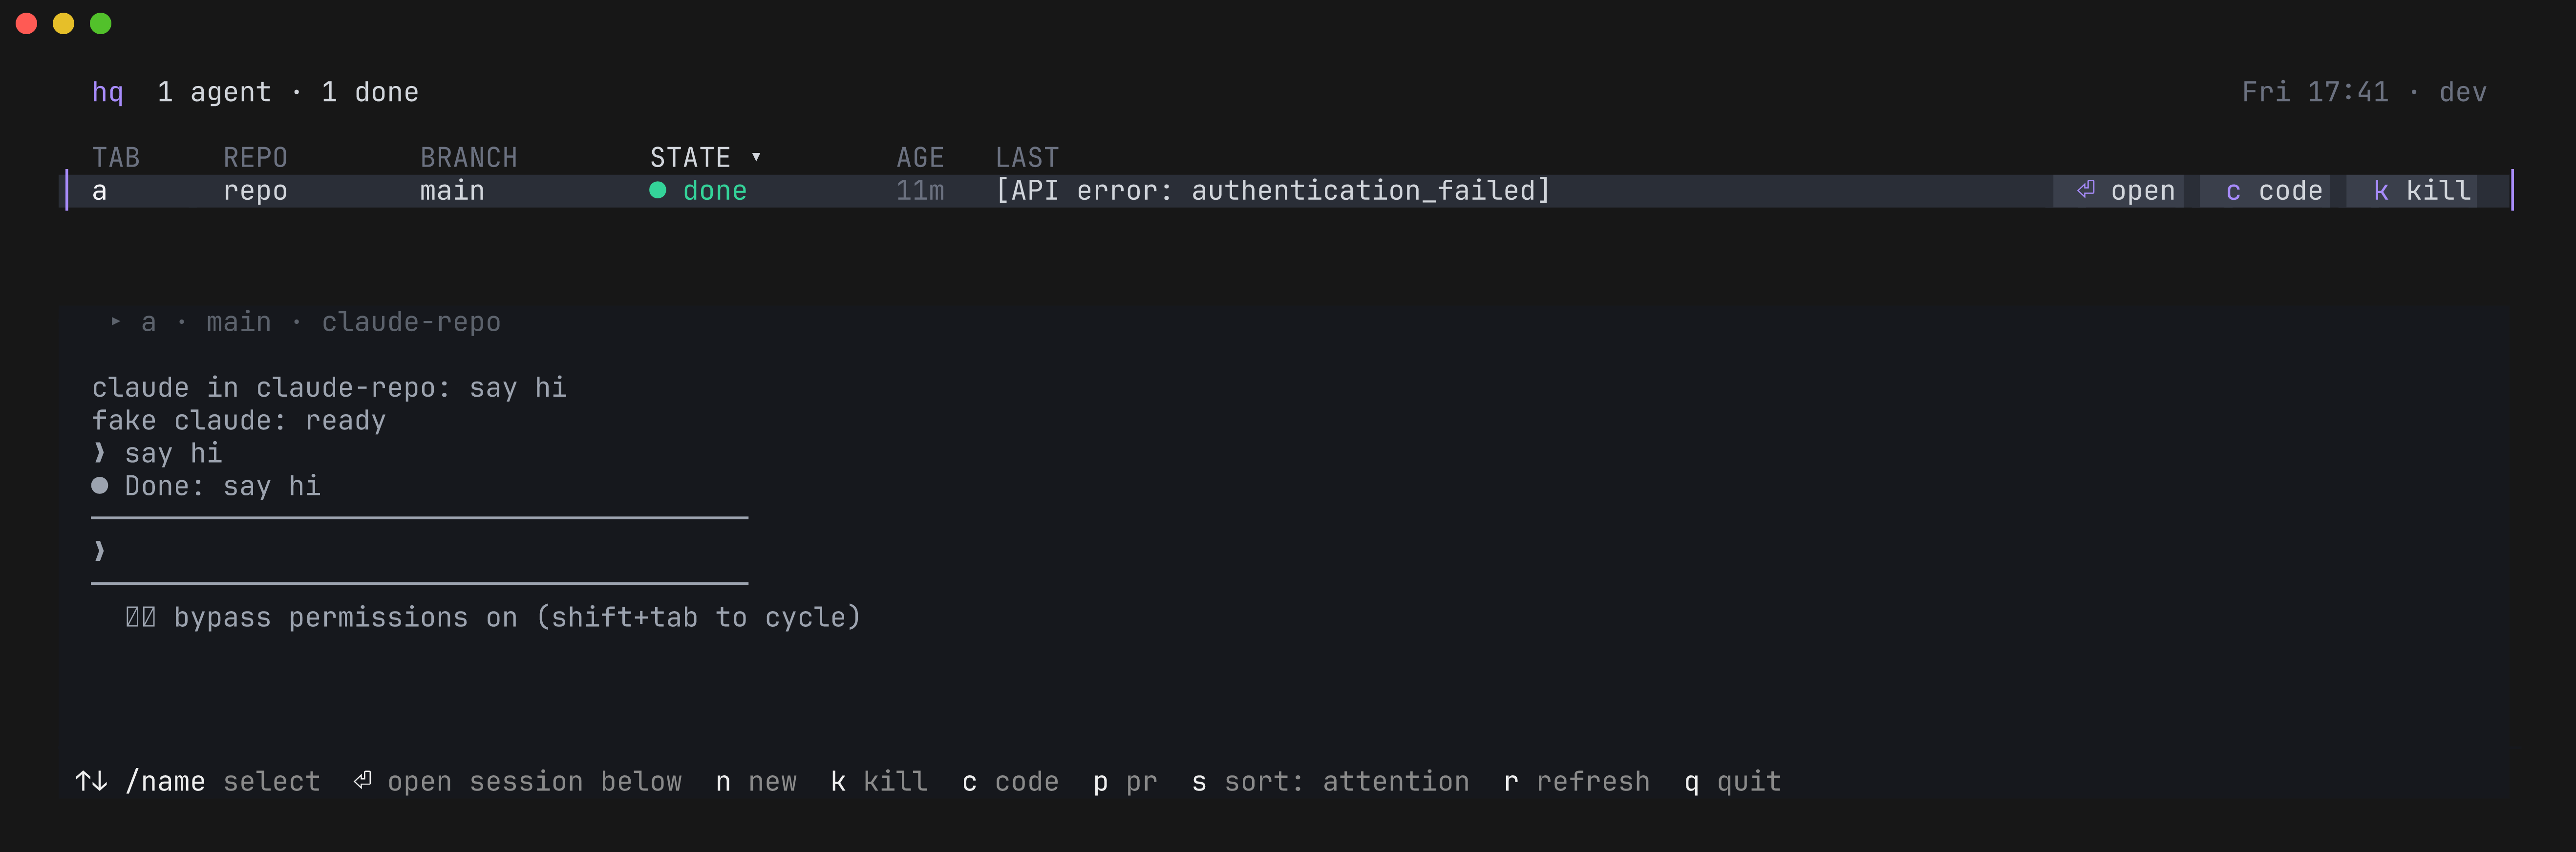 hq 1 agent · 1 done Fri 17:41 · dev
TAB REPO BRANCH STATE ▾ AGE LAST
a repo main ● done 11m [API error: authentication_failed] ⏎ open c code k kill
▸ a · main · claude-repo
claude in claude-repo: say hi
fake claude: ready
❯ say hi
● Done: say hi
❯
bypass permissions on (shift+tab to cycle)
↑↓ /name select ⏎ open session below n new k kill c code p pr s sort: attention r refresh q quit